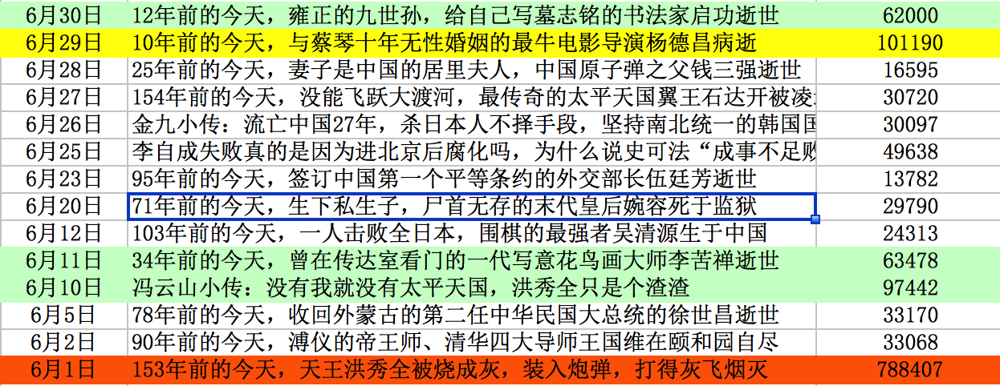 6月30日 12年前的今天，雍正的九世孙，给自己写墓志铭的书法家启功逝世 62000
6月29日 10年前的今天，与蔡琴十年无性婚姻的最牛电影导演杨德昌病逝 101190
6月28日 25年前的今天，妻子是中国的居里夫人，中国原子弹之父钱三强逝世 16595
6月27日 154年前的今天，没能飞跃大渡河，最传奇的太平天国翼王石达开被凌 30720
6月26日 金九小传：流亡中国27年，杀日本人不择手段，坚持南北统一的韩国国 30097
6月25日 李自成失败真的是因为进北京后腐化吗，为什么说史可法“成事不足败 49638
6月23日 95年前的今天，签订中国第一个平等条约的外交部长伍廷芳逝世 13782
6月20日 71年前的今天，生下私生子，尸首无存的末代皇后婉容死于监狱 29790
6月12日 103年前的今天，一人击败全日本，围棋的最强者吴清源生于中国 24313
6月11日 34年前的今天，曾在传达室看门的一代写意花鸟画大师李苦禅逝世 63478
6月10日 冯云山小传：没有我就没有太平天国，洪秀全只是个渣渣 97442
6月5日 78年前的今天，收回外蒙古的第二任中华民国大总统的徐世昌逝世 33170
6月2日 90年前的今天，溥仪的帝王师、清华四大导师王国维在颐和园自尽 33068
6月1日 153年前的今天，天王洪秀全被烧成灰，装入炮弹，打得灰飞烟灭 788407